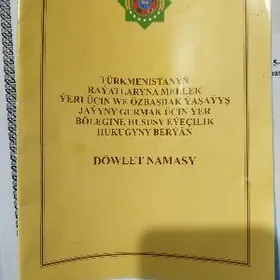 TÜRKMENISTANYŇ
RAÝATLARYNA MELLEK
ÝERI ÜÇIN WE ÖZBAŞDAK ÝAŞAÝYŞ
JAÝYNY GURMAK ÜÇIN ÝER
BÖLEGINE HUSUSY EÝEÇILIK
HUKUGYNY BERÝÄN
DÖWLET NAMASY